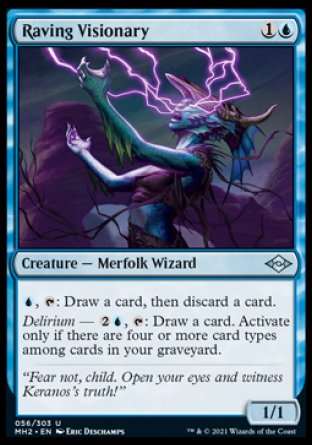 Raving Visionary 1
Creature — Merfolk Wizard
, : Draw a card, then discard a card.
Delirium — 2 , : Draw a card. Activate
only if there are four or more card types
among cards in your graveyard.
"Fear not, child. Open your eyes and witness
Keranos's truth!"
1/1
056/303 U
MH2 • EN Eric Deschamps
™ & © 2021 Wizards of the Coast